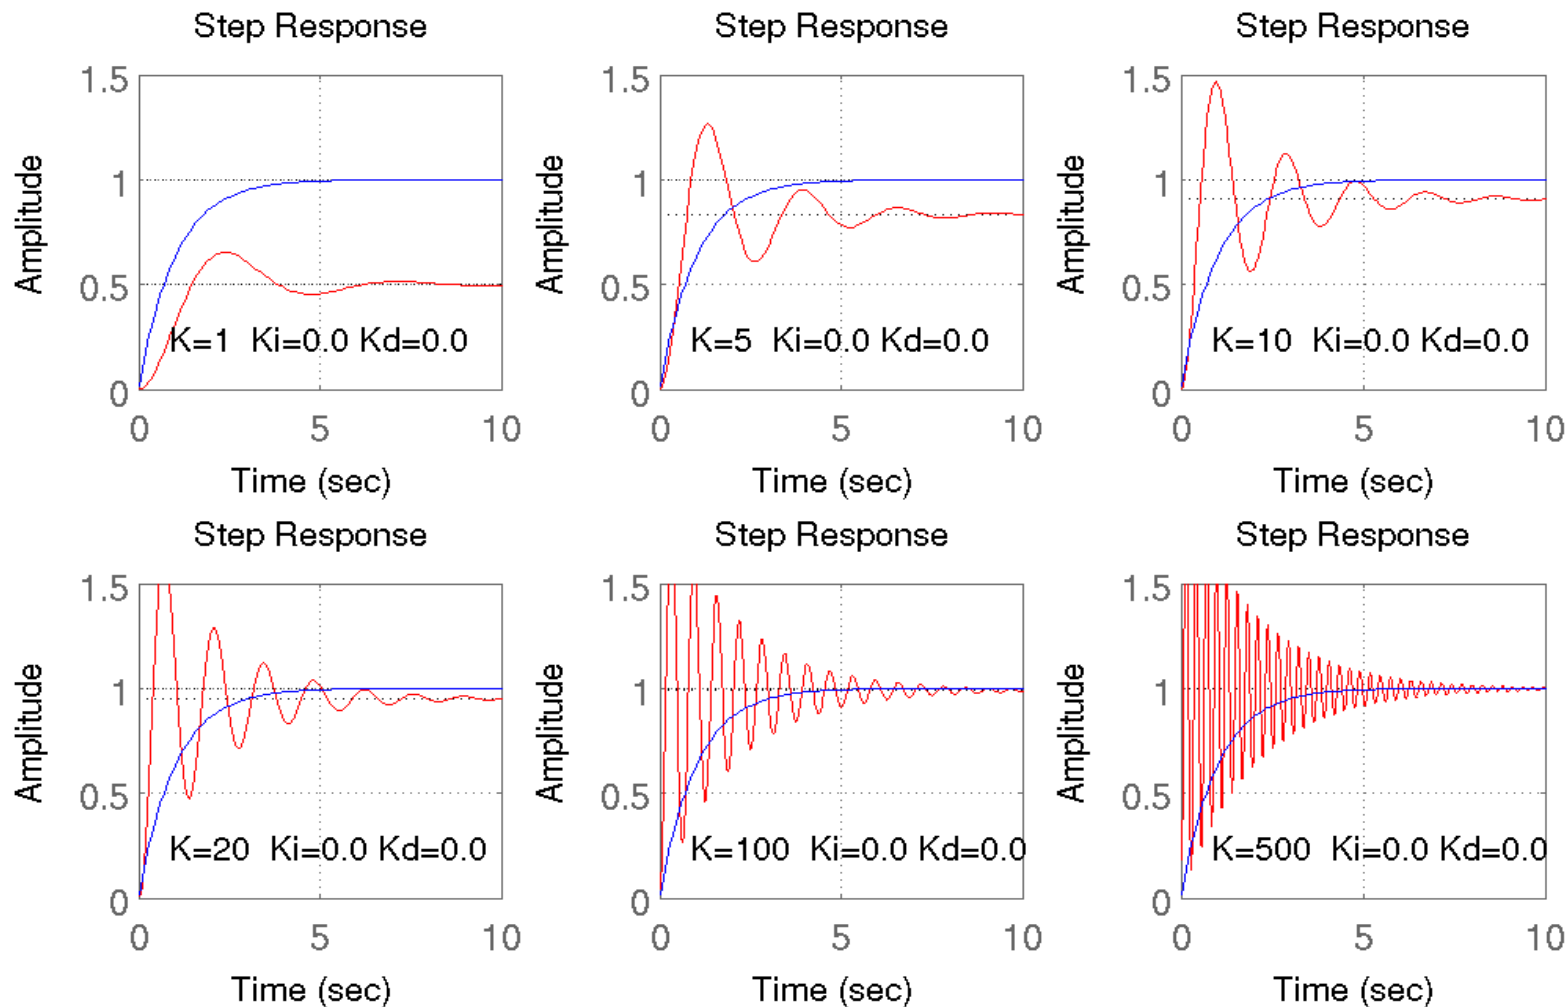 Step Response
Step Response
Step Response
Amplitude
1.5
1
0.5
0
K=1 Ki=0.0 Kd=0.0
0 5 10
Time (sec)
Amplitude
1.5
1
0.5
0
K=5 Ki=0.0 Kd=0.0
0 5 10
Time (sec)
Amplitude
1.5
1
0.5
0
K=10 Ki=0.0 Kd=0.0
0 5 10
Time (sec)
Step Response
Step Response
Step Response
Amplitude
1.5
1
0.5
0
K=20 Ki=0.0 Kd=0.0
0 5 10
Time (sec)
Amplitude
1.5
1
0.5
0
K=100 Ki=0.0 Kd=0.0
0 5 10
Time (sec)
Amplitude
1.5
1
0.5
0
K=500 Ki=0.0 Kd=0.0
0 5 10
Time (sec)